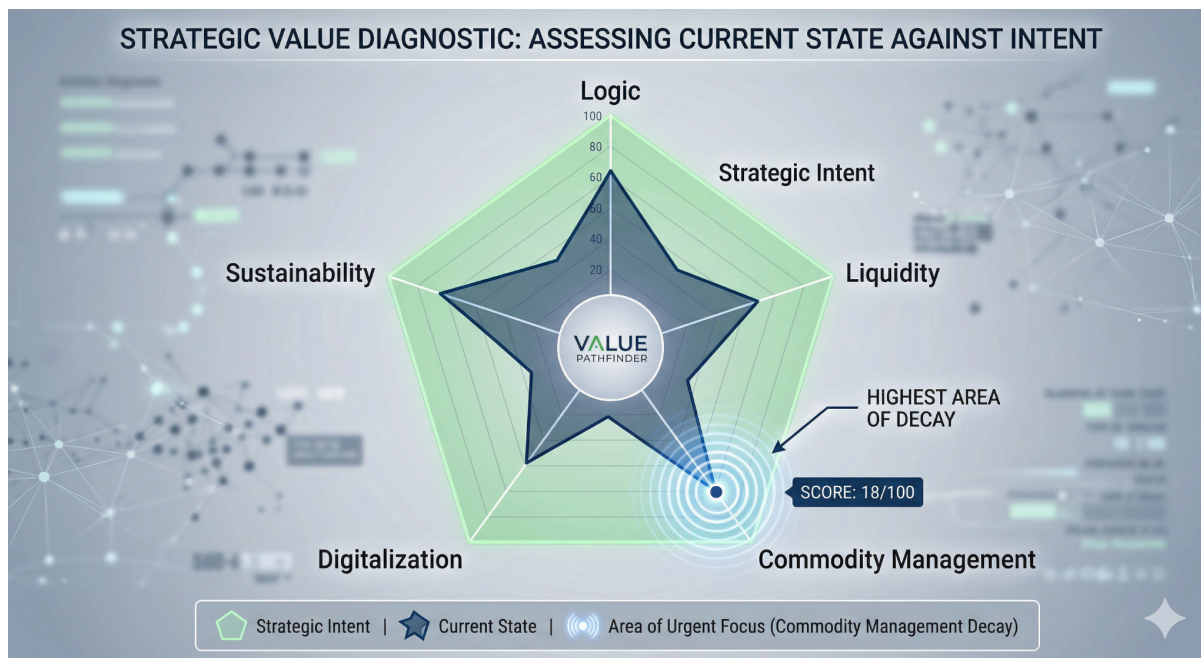 STRATEGIC VALUE DIAGNOSTIC: ASSESSING CURRENT STATE AGAINST INTENT
Logic
100
80
60
60
40
20
Strategic Intent
Sustainability
Liquidity
VALUE
PATHFINDER
HIGHEST AREA
OF DECAY
SCORE: 18/100
Digitalization
Commodity Management
Strategic Intent | Current State | Area of Urgent Focus (Commodity Management Decay)